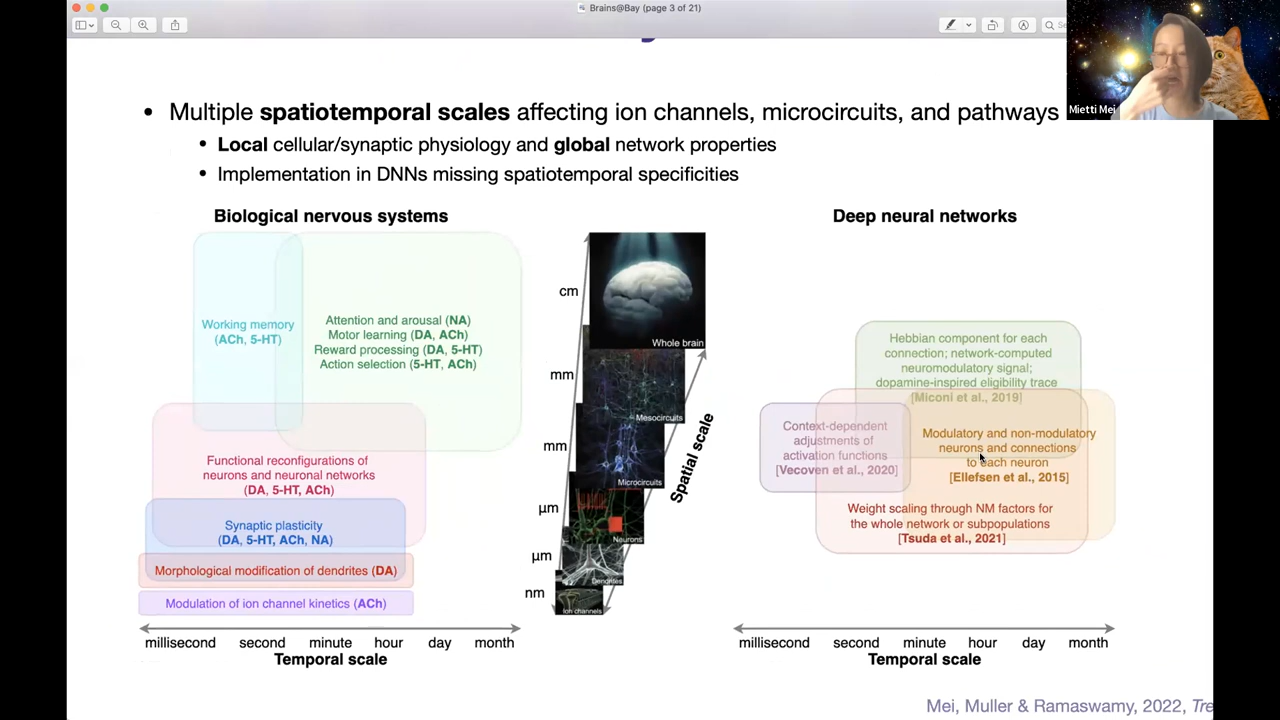 Brains@Bay (page 3 of 21)
• Multiple spatiotemporal scales affecting ion channels, microcircuits, and pathways
Mietti Mei
• Local cellular/synaptic physiology and global network properties
• Implementation in DNNs missing spatiotemporal specificities
Biological nervous systems
Deep neural networks
Working memory
(ACh, 5-HT)
Attention and arousal (NA)
Motor learning (DA, ACh)
Reward processing (DA, 5-HT)
Action selection (5-HT, ACh)
Functional reconfigurations of
neurons and neuronal networks
(DA, 5-HT, ACh)
Synaptic plasticity
(DA, 5-HT, ACh, NA)
Morphological modification of dendrites (DA)
Modulation of ion channel kinetics (ACh)
millisecond second minute hour day month
Temporal scale
cm
mm
mm
µm
µm
nm
Whole brain
Mesocircuits
Microcircuits
Neurons
Dendrites
Ion channels
Spatial scale
Hebbian component for each
connection; network-computed
neuromodulatory signal;
dopamine-inspired eligibility trace
[Miconi et al., 2019]
Context-dependent
adjustments of
activation functions
[Vecoven et al., 2020]
Modulatory and non-modulatory
neurons and connections
to each neuron
[Ellefsen et al., 2015]
Weight scaling through NM factors for
the whole network or subpopulations
[Tsuda et al., 2021]
millisecond second minute hour day month
Temporal scale
Mei, Muller & Ramaswamy, 2022, Tre